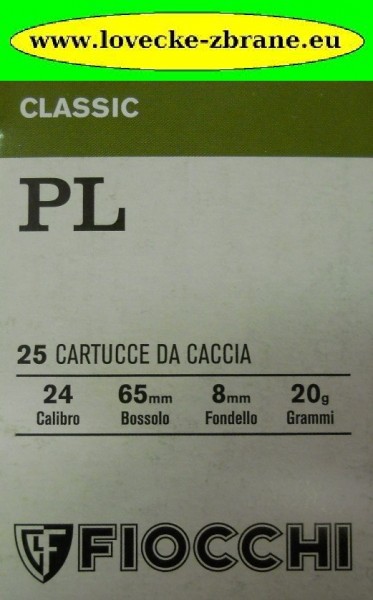 www.lovecke-zbrane.eu
CLASSIC
PL
25 CARTUCCE DA CACCIA
24 65mm 8mm 20g
Calibro Bossolo Fondello Grammi
GF FIOCCHI